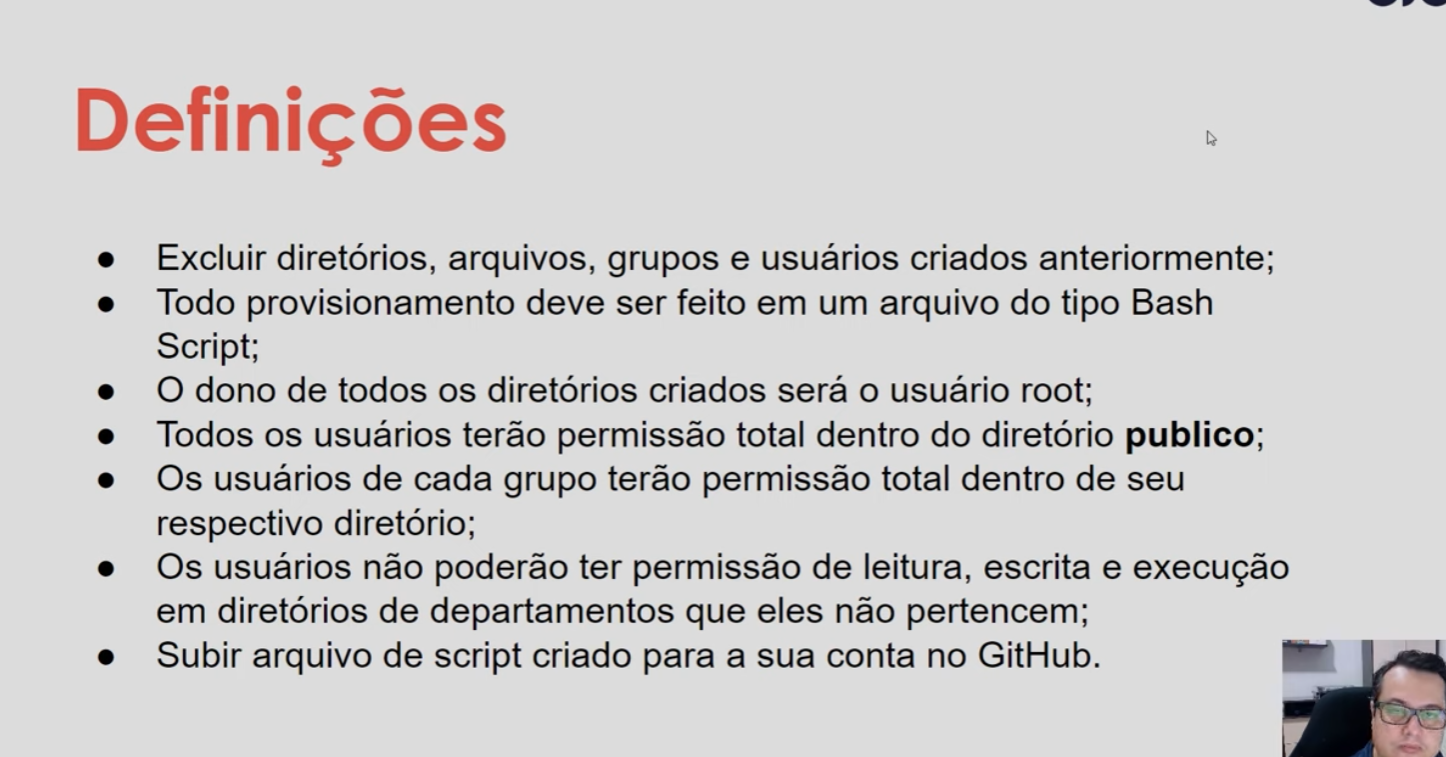 Definições
● Excluir diretórios, arquivos, grupos e usuários criados anteriormente;
● Todo provisionamento deve ser feito em um arquivo do tipo Bash
Script;
● O dono de todos os diretórios criados será o usuário root;
● Todos os usuários terão permissão total dentro do diretório publico;
● Os usuários de cada grupo terão permissão total dentro de seu
respectivo diretório;
● Os usuários não poderão ter permissão de leitura, escrita e execução
em diretórios de departamentos que eles não pertencem;
● Subir arquivo de script criado para a sua conta no GitHub.